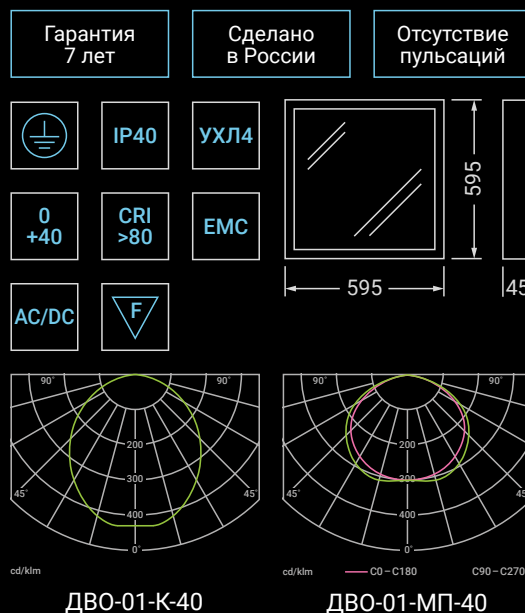 Гарантия
7 лет
Сделано
в России
Отсутствие
пульсаций
IP40
УХЛ4
0
+40
CRI
>80
EMC
AC/DC
F
595
595
45
90°
90°
200
300
400
45°
45°
0°
cd/klm
ДВО-01-К-40
90°
90°
200
300
400
45°
45°
0°
cd/klm
C0–C180
C90–C270
ДВО-01-МП-40